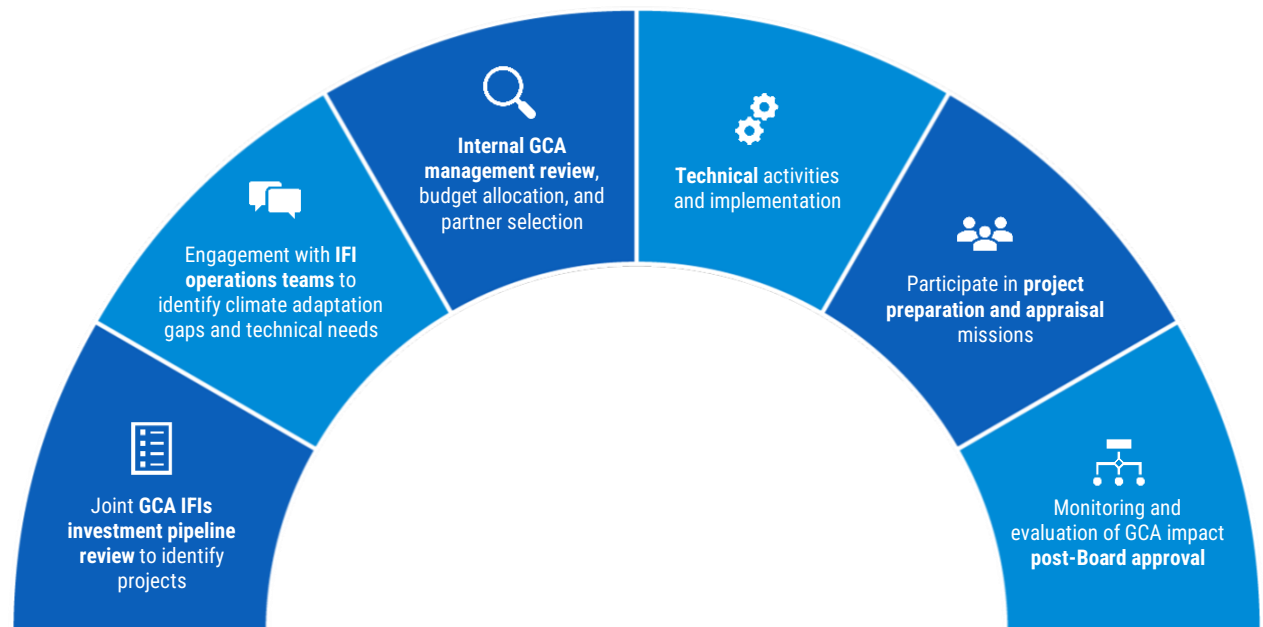 Joint GCA IFIs
investment pipeline
review to identify
projects
Engagement with IFI
operations teams to
identify climate adaptation
gaps and technical needs
Internal GCA
management review,
budget allocation, and
partner selection
Technical activities
and implementation
Participate in project
preparation and appraisal
missions
Monitoring and
evaluation of GCA impact
post-Board approval